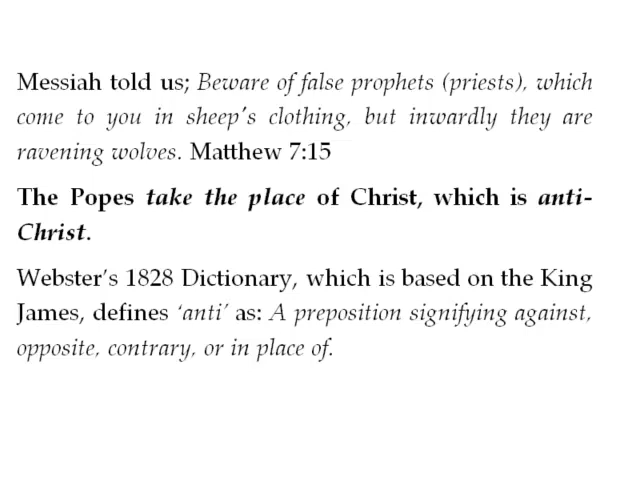 Messiah told us; Beware of false prophets (priests), which
come to you in sheep's clothing, but inwardly they are
ravening wolves. Matthew 7:15
The Popes take the place of Christ, which is anti-
Christ.
Webster's 1828 Dictionary, which is based on the King
James, defines 'anti' as: A preposition signifying against,
opposite, contrary, or in place of.